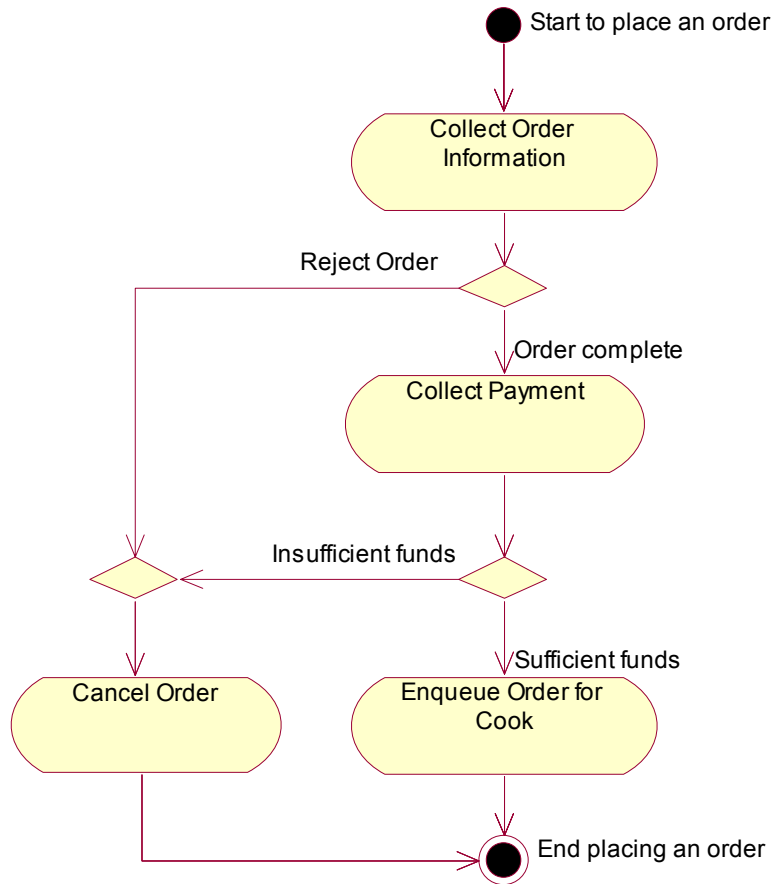 Start to place an order
Collect Order
Information
Reject Order
Order complete
Collect Payment
Insufficient funds
Sufficient funds
Cancel Order
Enqueue Order for
Cook
End placing an order